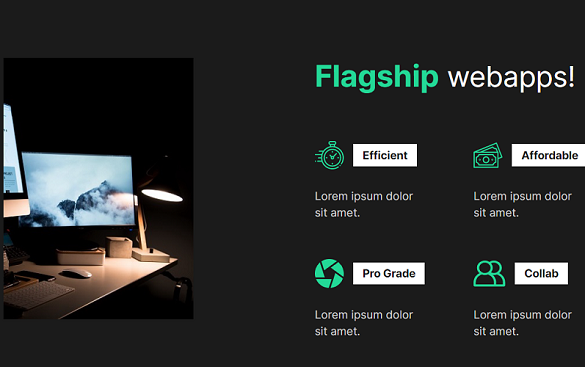 Flagship webapps!
Efficient
Lorem ipsum dolor
sit amet.
Affordable
Lorem ipsum dolor
sit amet.
Pro Grade
Lorem ipsum dolor
sit amet.
Collab
Lorem ipsum dolor
sit amet.